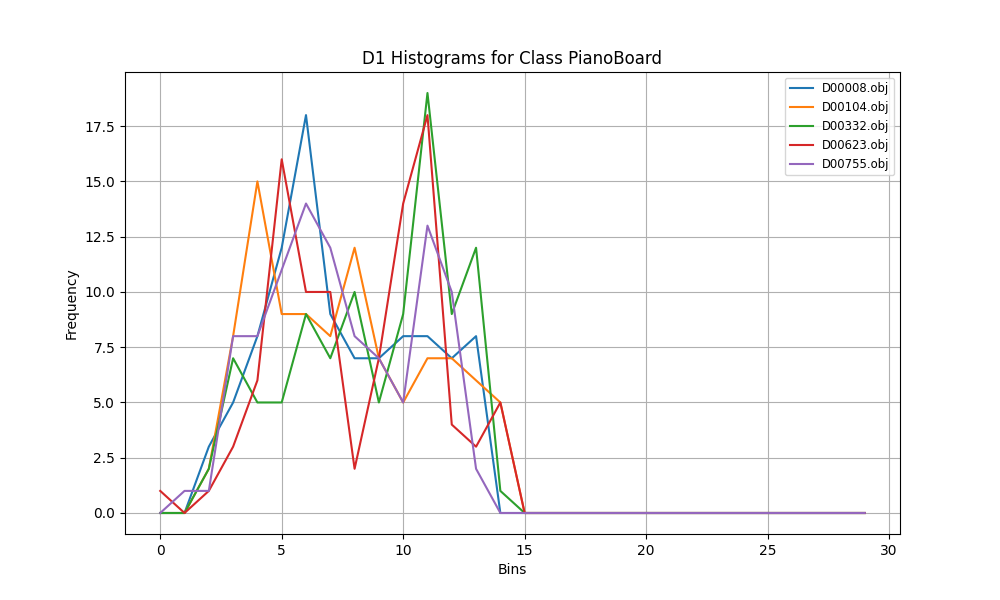 D1 Histograms for Class PianoBoard
D00008.obj
D00104.obj
D00332.obj
D00623.obj
D00755.obj
Frequency
17.5
15.0
12.5
10.0
7.5
5.0
2.5
0.0
0 5 10 15 20 25 30
Bins